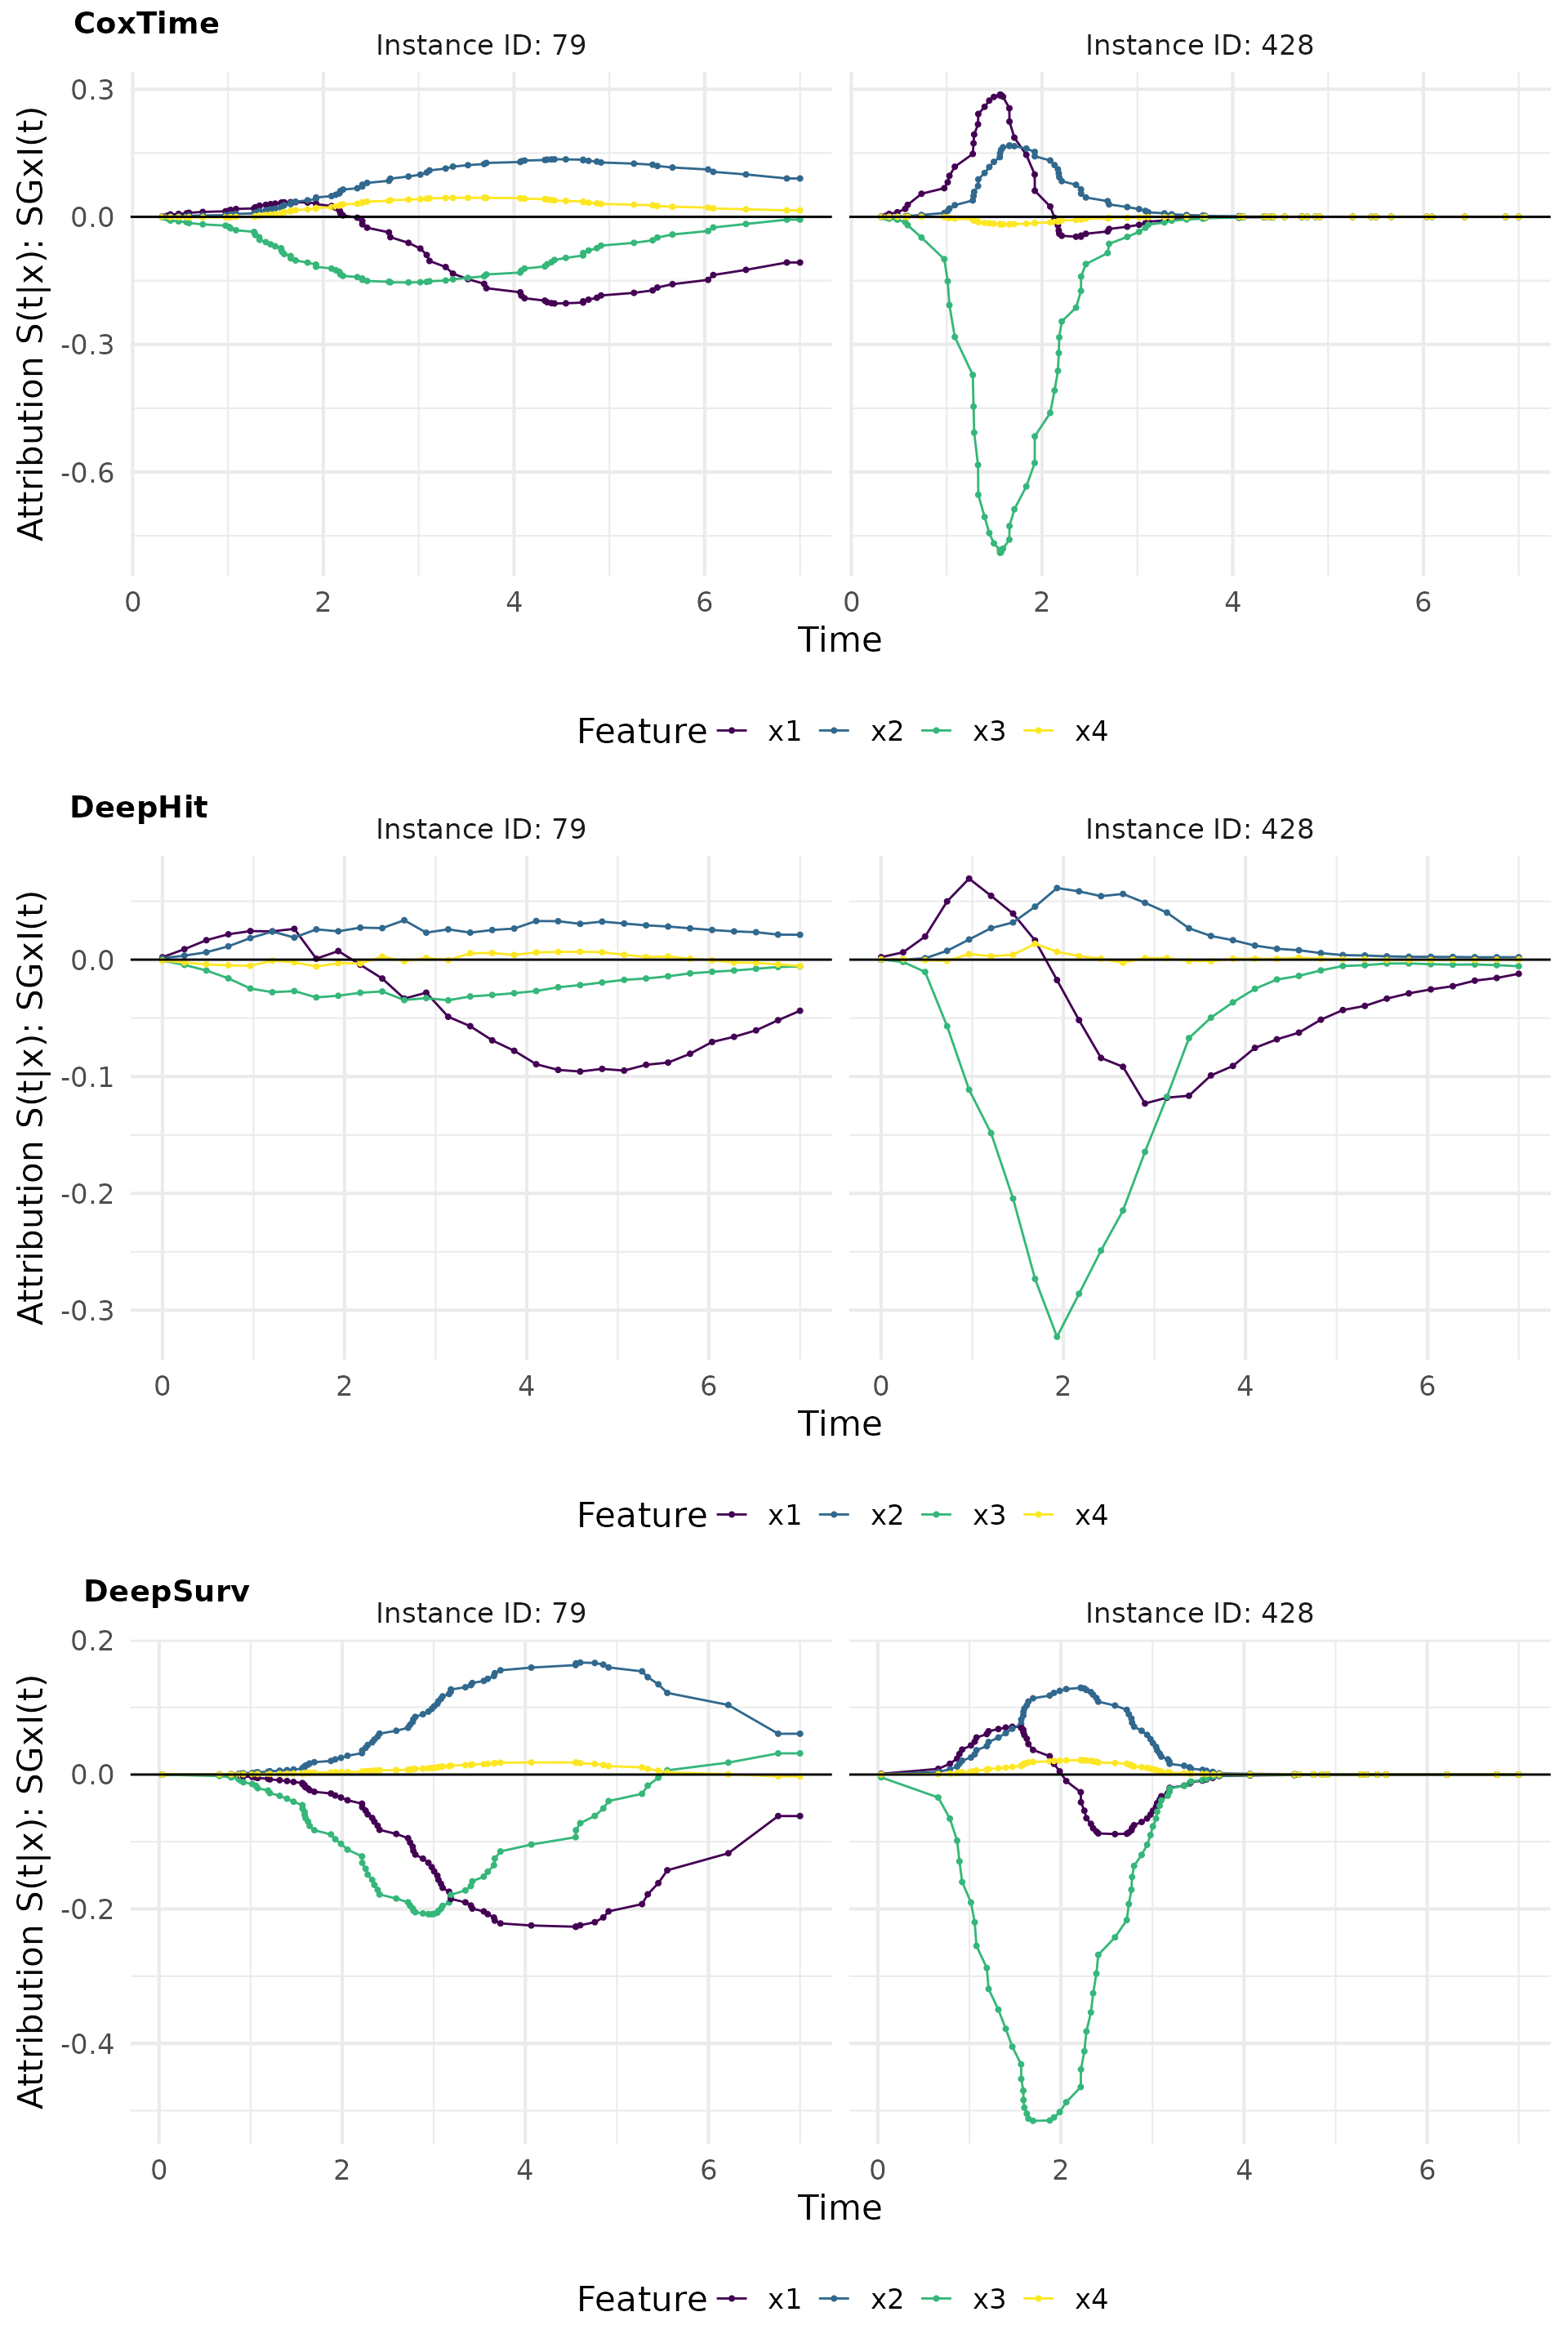 CoxTime
Instance ID: 79
Instance ID: 428
Attribution S(t|x): SGxI(t)
0.3
0.0
-0.3
-0.6
0 2 4 6
0 2 4 6
Time
Feature x1 x2 x3 x4
DeepHit
Instance ID: 79
Instance ID: 428
Attribution S(t|x): SGxI(t)
0.0
-0.1
-0.2
-0.3
0 2 4 6
0 2 4 6
Time
Feature x1 x2 x3 x4
DeepSurv
Instance ID: 79
Instance ID: 428
Attribution S(t|x): SGxI(t)
0.2
0.0
-0.2
-0.4
0 2 4 6
0 2 4 6
Time
Feature x1 x2 x3 x4